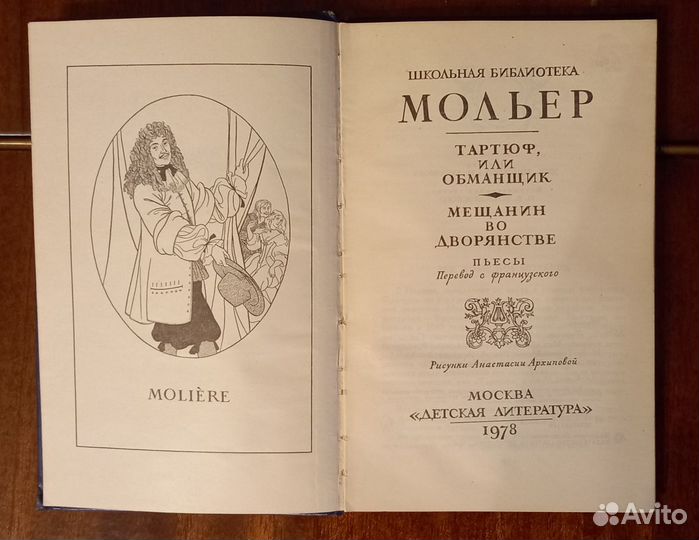 MOLIÈRE
ШКОЛЬНАЯ БИБЛИОТЕКА
МОЛЬЕР
ТАРТЮФ,
ИЛИ
ОБМАНЩИК
МЕЩАНИН
ВО
ДВОРЯНСТВЕ
ПЬЕСЫ
Перевод с французского
Рисунки Анастасии Архиповой
МОСКВА
«ДЕТСКАЯ ЛИТЕРАТУРА»
1978
Avito